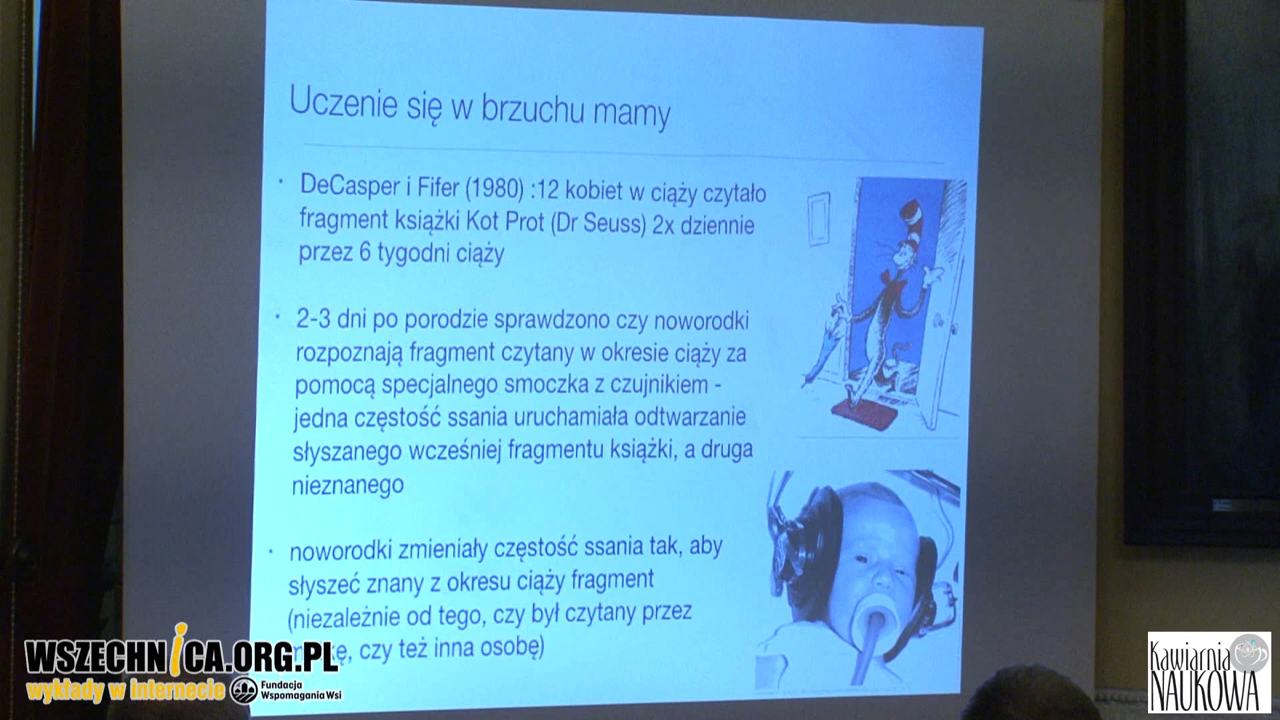 Uczenie się w brzuchu mamy
DeCasper i Fifer (1980) :12 kobiet w ciąży czytało
fragment książki Kot Prot (Dr Seuss) 2x dziennie
przez 6 tygodni ciąży
2-3 dni po porodzie sprawdzono czy noworodki
rozpoznają fragment czytany w okresie ciąży za
pomocą specjalnego smoczka z czujnikiem -
jedna częstość ssania uruchamiała odtwarzanie
słyszanego wcześniej fragmentu książki, a druga
nieznanego
noworodki zmieniały częstość ssania tak, aby
słyszeć znany z okresu ciąży fragment
(niezależnie od tego, czy był czytany przez
czy też inna osobę)
WSZECHNICA.ORG.PL
wykłady w internecie
Fundacja
Wspomagania Wsi
Kawiarnia
NAUKOWA